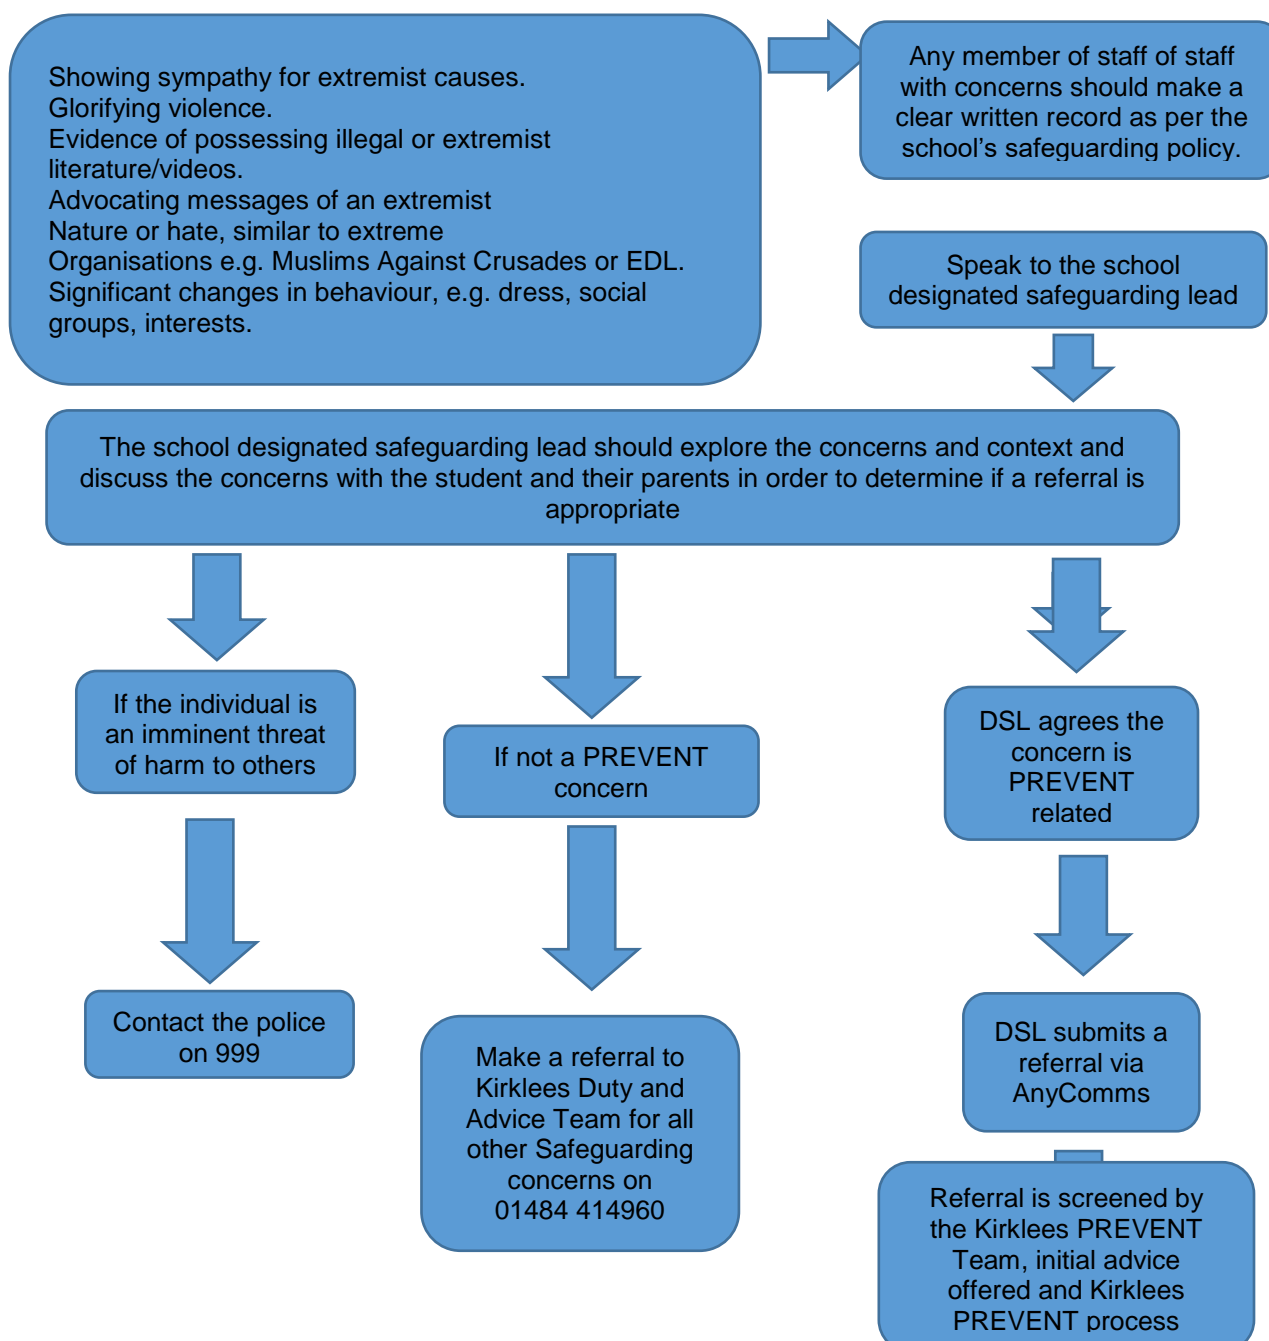 Showing sympathy for extremist causes.
Glorifying violence.
Evidence of possessing illegal or extremist
literature/videos.
Advocating messages of an extremist
Nature or hate, similar to extreme
Organisations e.g. Muslims Against Crusades or EDL.
Significant changes in behaviour, e.g. dress, social
groups, interests.
Any member of staff of staff
with concerns should make a
clear written record as per the
school’s safeguarding policy.
Speak to the school
designated safeguarding lead
The school designated safeguarding lead should explore the concerns and context and
discuss the concerns with the student and their parents in order to determine if a referral is
appropriate
If the individual is
an imminent threat
of harm to others
If not a PREVENT
concern
DSL agrees the
concern is
PREVENT
related
Contact the police
on 999
Make a referral to
Kirklees Duty and
Advice Team for all
other Safeguarding
concerns on
01484 414960
DSL submits a
referral via
AnyComms
Referral is screened by
the Kirklees PREVENT
Team, initial advice
offered and Kirklees
PREVENT process